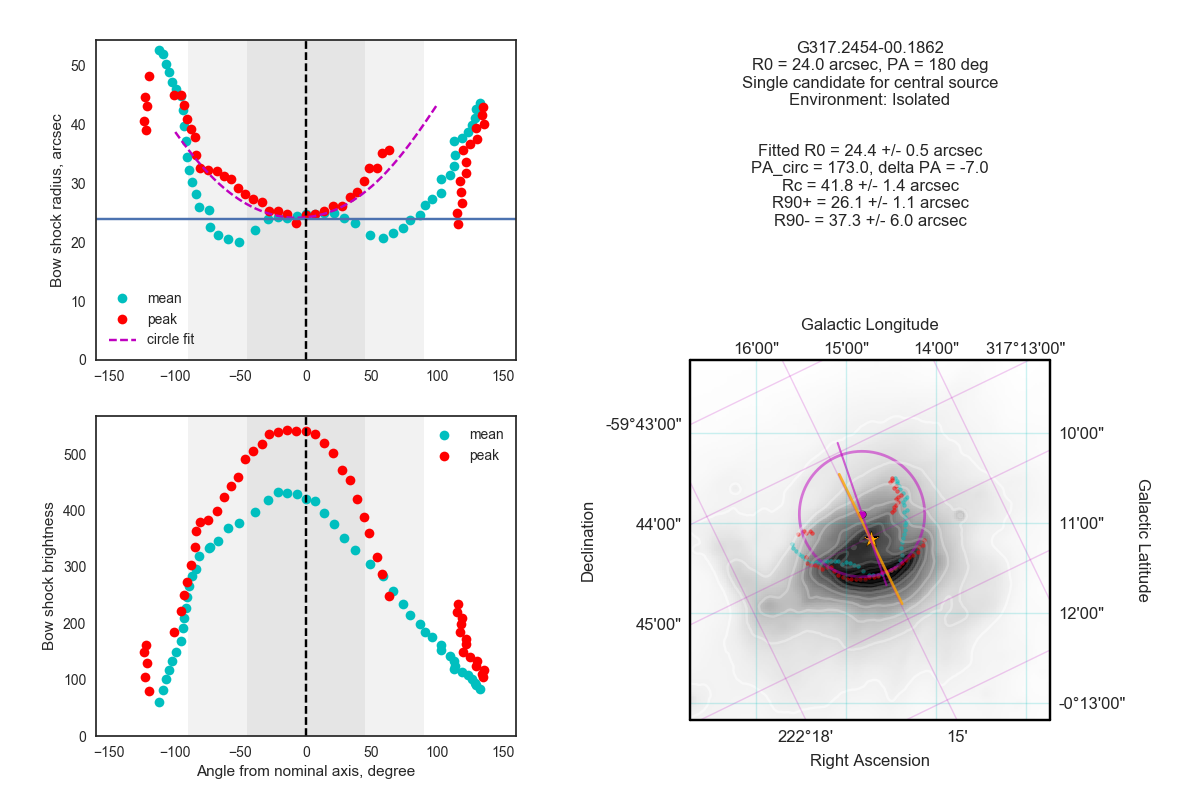 G317.2454-00.1862
R0 = 24.0 arcsec, PA = 180 deg
Single candidate for central source
Environment: Isolated
Fitted R0 = 24.4 +/- 0.5 arcsec
PA_circ = 173.0, delta PA = -7.0
Rc = 41.8 +/- 1.4 arcsec
R90+ = 26.1 +/- 1.1 arcsec
R90- = 37.3 +/- 6.0 arcsec
Bow shock radius, arcsec
50
40
30
20
10
0
mean
peak
circle fit
−150 −100 −50 0 50 100 150
Bow shock brightness
500
400
300
200
100
0
mean
peak
−150 −100 −50 0 50 100 150
Angle from nominal axis, degree
Galactic Longitude
16'00" 15'00" 14'00" 317°13'00"
-59°43'00"
44'00"
45'00"
Declination
10'00"
11'00"
12'00"
-0°13'00"
Galactic Latitude
222°18' 15'
Right Ascension